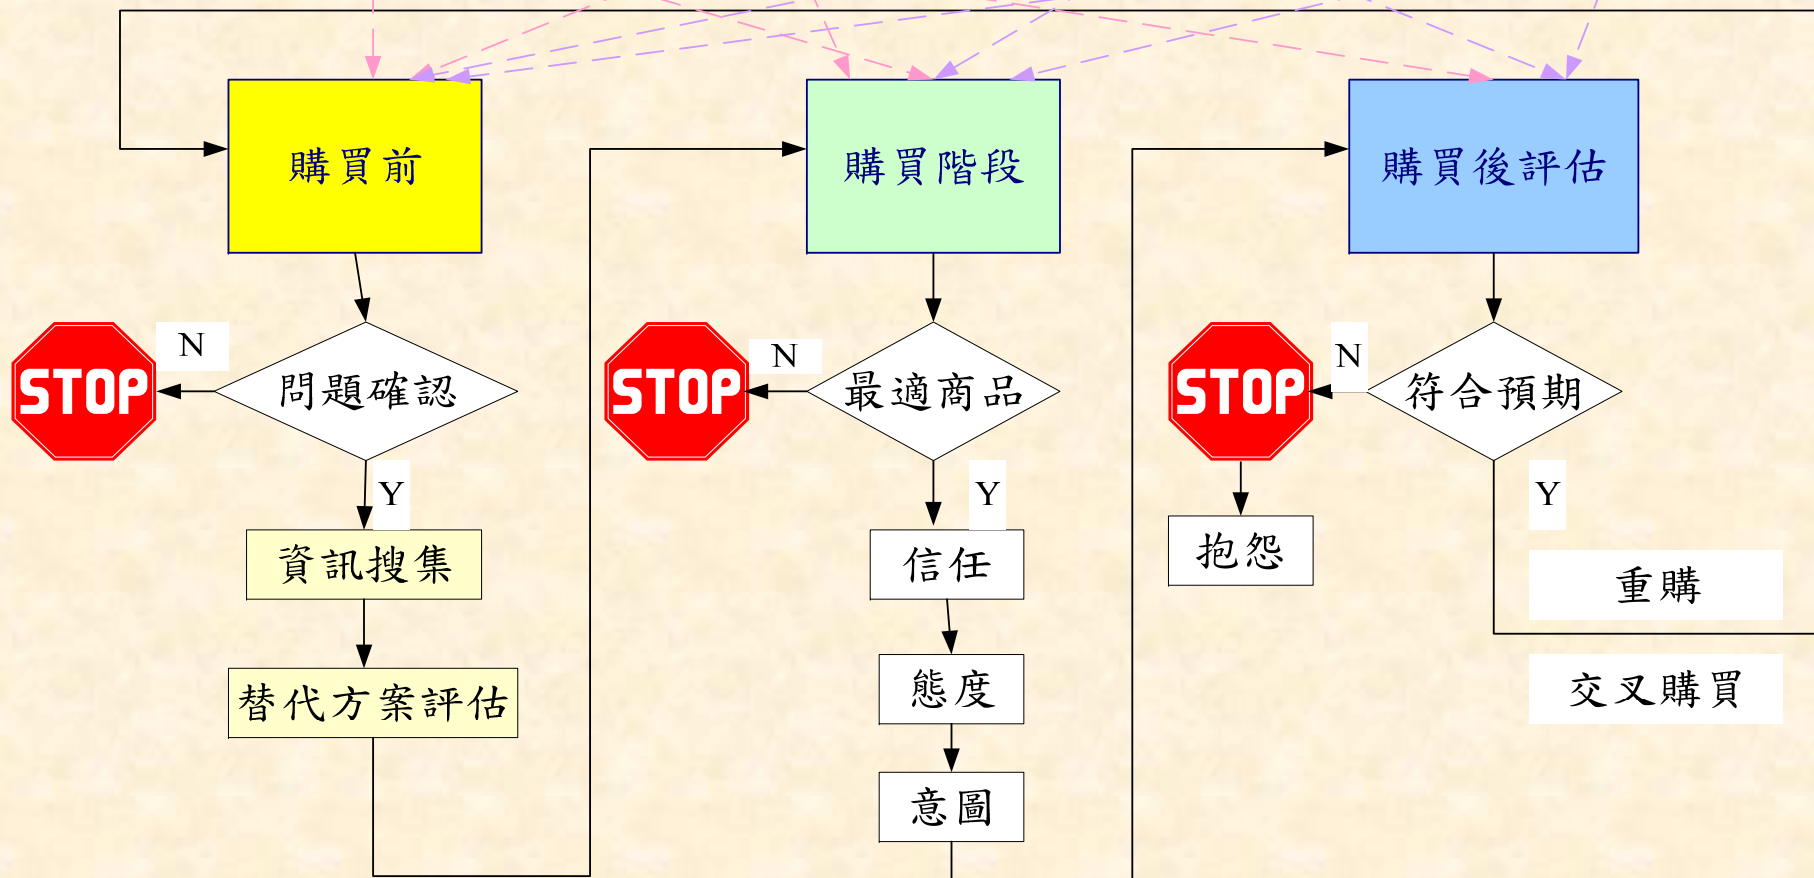 購買前
購買階段
購買後評估
N
STOP
問題確認
Y
資訊搜集
替代方案評估
N
STOP
最適商品
Y
信任
態度
意圖
N
STOP
符合預期
Y
抱怨
重購
交叉購買